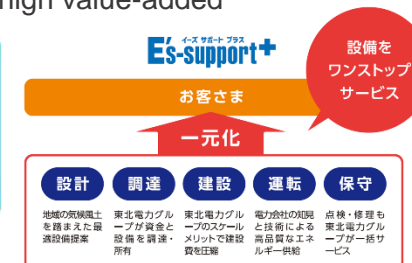 high value-added
イーズ サポート プラス
E's-support+
設備を
ワンストップ
サービス
お客さま
一元化
設計
調達
建設
運転
保守
地域の気候風土
を踏まえた最
適設備提案
東北電力グル
ープが資金と
設備を調達・
所有
東北電力グル
ープのスケール
メリットで建設
費を圧縮
電力会社の知見
と技術による
高品質なエネ
ルギー供給
点検・修理も
東北電力グル
ープが一括サ
ービス